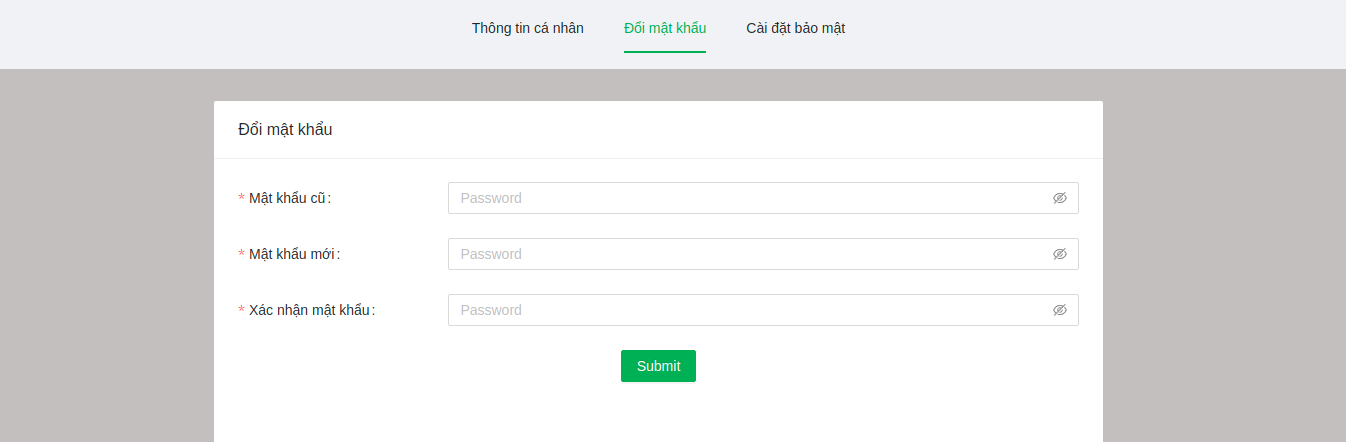 Thông tin cá nhân Đổi mật khẩu Cài đặt bảo mật
Đổi mật khẩu
* Mật khẩu cũ: Password
* Mật khẩu mới: Password
* Xác nhận mật khẩu: Password
Submit